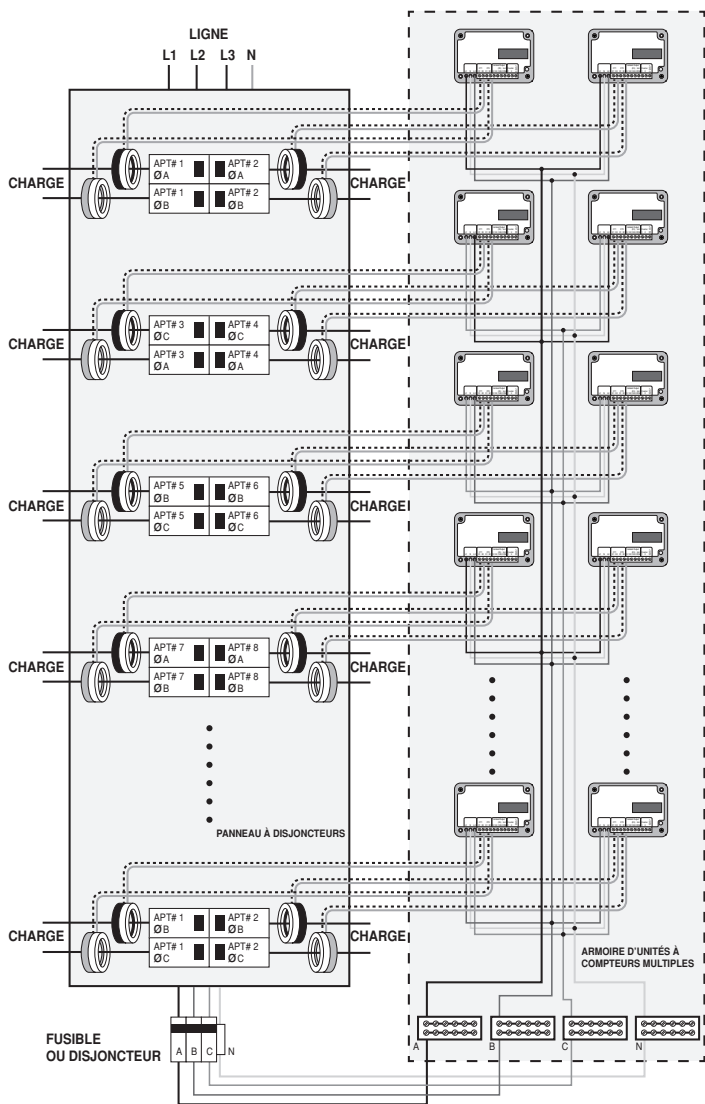 LIGNE
L1 L2 L3 N
APT# 1 ØA
APT# 2 ØA
CHARGE
CHARGE
APT# 1 ØB
APT# 2 ØB
APT# 3 ØC
APT# 4 ØC
CHARGE
CHARGE
APT# 3 ØA
APT# 4 ØA
APT# 5 ØB
APT# 6 ØB
CHARGE
CHARGE
APT# 5 ØC
APT# 6 ØC
APT# 7 ØA
APT# 8 ØA
CHARGE
CHARGE
APT# 7 ØB
APT# 8 ØB
PANNEAU À DISJONCTEURS
APT# 1 ØB
APT# 2 ØB
CHARGE
CHARGE
APT# 1 ØC
APT# 2 ØC
ARMOIRE D'UNITÉS À
COMPTEURS MULTIPLES
FUSIBLE
OU DISJONCTEUR
A B C N
A B C N